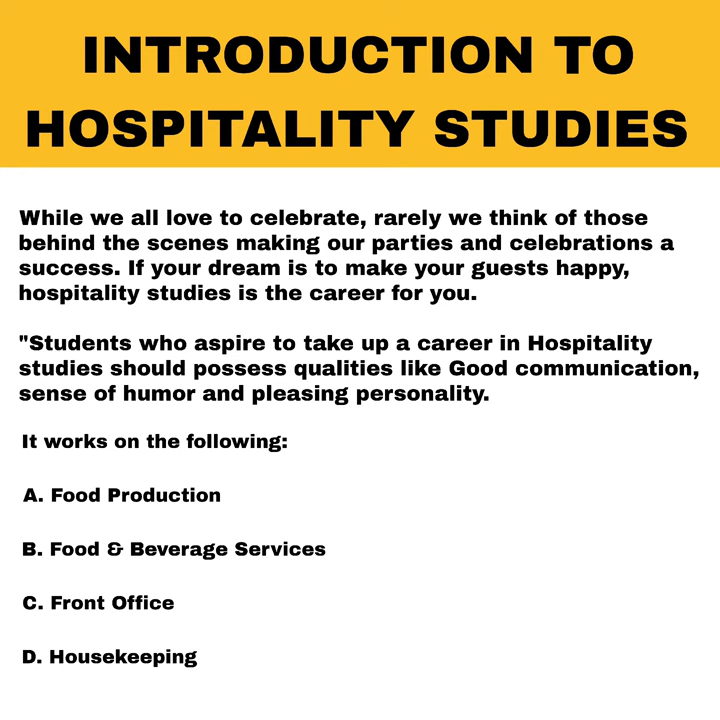 INTRODUCTION TO
HOSPITALITY STUDIES
While we all love to celebrate, rarely we think of those
behind the scenes making our parties and celebrations a
success. If your dream is to make your guests happy,
hospitality studies is the career for you.
"Students who aspire to take up a career in Hospitality
studies should possess qualities like Good communication,
sense of humor and pleasing personality.
It works on the following:
A. Food Production
B. Food & Beverage Services
C. Front Office
D. Housekeeping